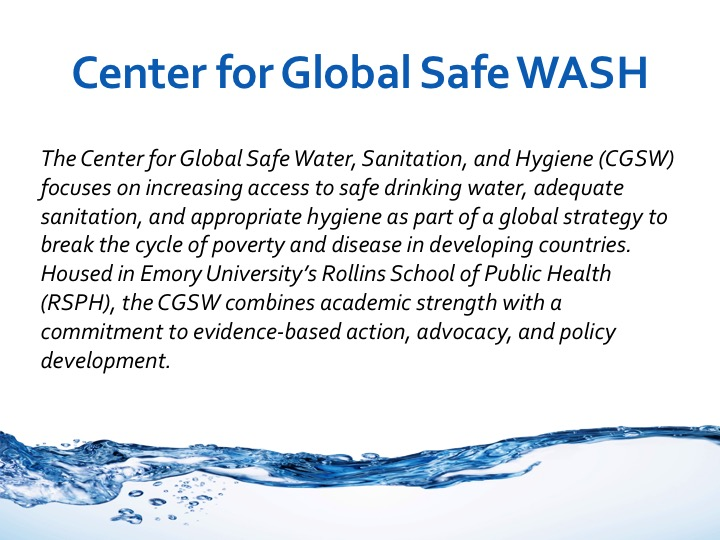 Center for Global Safe WASH
The Center for Global Safe Water, Sanitation, and Hygiene (CGSW)
focuses on increasing access to safe drinking water, adequate
sanitation, and appropriate hygiene as part of a global strategy to
break the cycle of poverty and disease in developing countries.
Housed in Emory University’s Rollins School of Public Health
(RSPH), the CGSW combines academic strength with a
commitment to evidence-based action, advocacy, and policy
development.